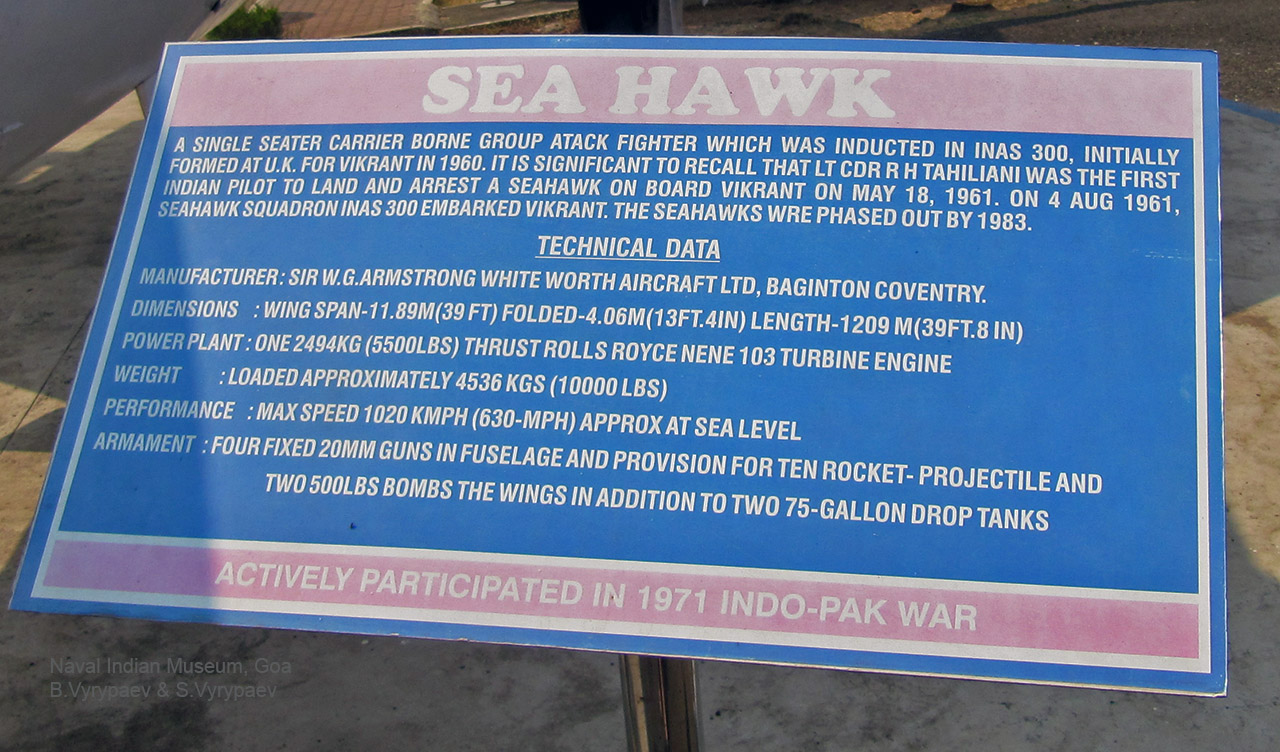 SEA HAWK
A SINGLE SEATER CARRIER BORNE GROUP ATACK FIGHTER WHICH WAS INDUCTED IN INAS 300, INITIALLY
FORMED AT U.K. FOR VIKRANT IN 1960. IT IS SIGNIFICANT TO RECALL THAT LT CDR R H TAHILIANI WAS THE FIRST
INDIAN PILOT TO LAND AND ARREST A SEAHAWK ON BOARD VIKRANT ON MAY 18, 1961. ON 4 AUG 1961,
SEAHAWK SQUADRON INAS 300 EMBARKED VIKRANT. THE SEAHAWKS WRE PHASED OUT BY 1983.
TECHNICAL DATA
MANUFACTURER : SIR W.G.ARMSTRONG WHITE WORTH AIRCRAFT LTD, BAGINTON COVENTRY.
DIMENSIONS : WING SPAN-11.89M(39 FT) FOLDED-4.06M(13FT.4IN) LENGTH-1209 M(39FT.8 IN)
POWER PLANT : ONE 2494KG (5500LBS) THRUST ROLLS ROYCE NENE 103 TURBINE ENGINE
WEIGHT : LOADED APPROXIMATELY 4536 KGS (10000 LBS)
PERFORMANCE : MAX SPEED 1020 KMPH (630-MPH) APPROX AT SEA LEVEL
ARMAMENT : FOUR FIXED 20MM GUNS IN FUSELAGE AND PROVISION FOR TEN ROCKET- PROJECTILE AND
TWO 500LBS BOMBS THE WINGS IN ADDITION TO TWO 75-GALLON DROP TANKS
ACTIVELY PARTICIPATED IN 1971 INDO-PAK WAR
Naval Indian Museum, Goa
B.Vyrypaev & S.Vyrypaev